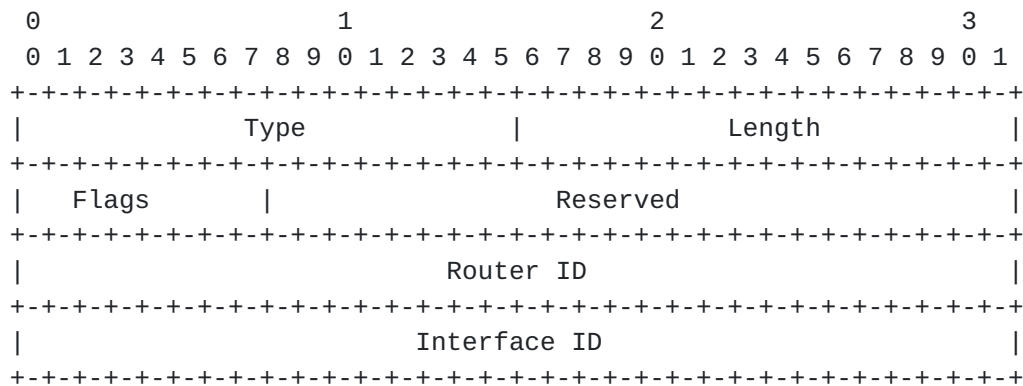 0                   1                   2                   3
 0 1 2 3 4 5 6 7 8 9 0 1 2 3 4 5 6 7 8 9 0 1 2 3 4 5 6 7 8 9 0 1
+-+-+-+-+-+-+-+-+-+-+-+-+-+-+-+-+-+-+-+-+-+-+-+-+-+-+-+-+-+-+-+-+
|              Type             |             Length            |
+-+-+-+-+-+-+-+-+-+-+-+-+-+-+-+-+-+-+-+-+-+-+-+-+-+-+-+-+-+-+-+-+
|   Flags       |                  Reserved                     |
+-+-+-+-+-+-+-+-+-+-+-+-+-+-+-+-+-+-+-+-+-+-+-+-+-+-+-+-+-+-+-+-+
|                           Router ID                           |
+-+-+-+-+-+-+-+-+-+-+-+-+-+-+-+-+-+-+-+-+-+-+-+-+-+-+-+-+-+-+-+-+
|                         Interface ID                          |
+-+-+-+-+-+-+-+-+-+-+-+-+-+-+-+-+-+-+-+-+-+-+-+-+-+-+-+-+-+-+-+-+